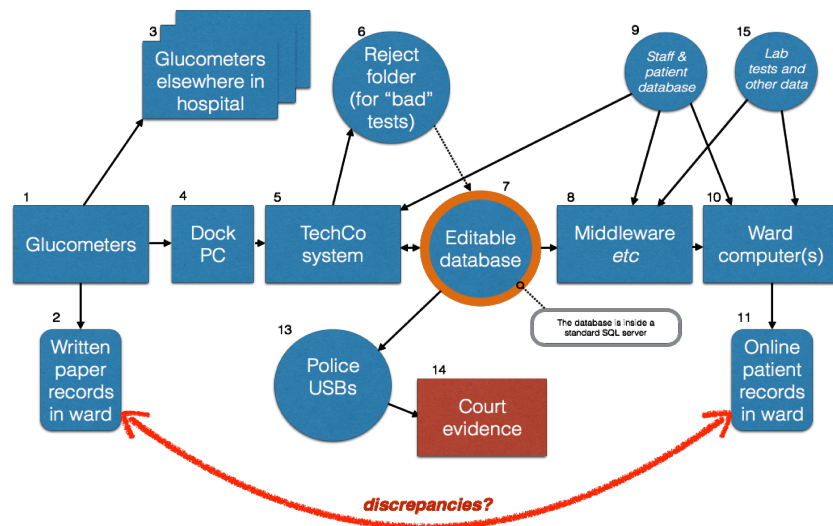 3
Glucometers
elsewhere in
hospital
6
Reject
folder
(for “bad”
tests)
9
Staff &
patient
database
15
Lab
tests and
other data
1
Glucometers
4
Dock
PC
5
TechCo
system
7
Editable
database
8
Middleware
etc
10
Ward
computer(s)
The database is inside a
standard SQL server
2
Written
paper
records
in ward
13
Police
USBs
14
Court
evidence
11
Online
patient
records
in ward
discrepancies?